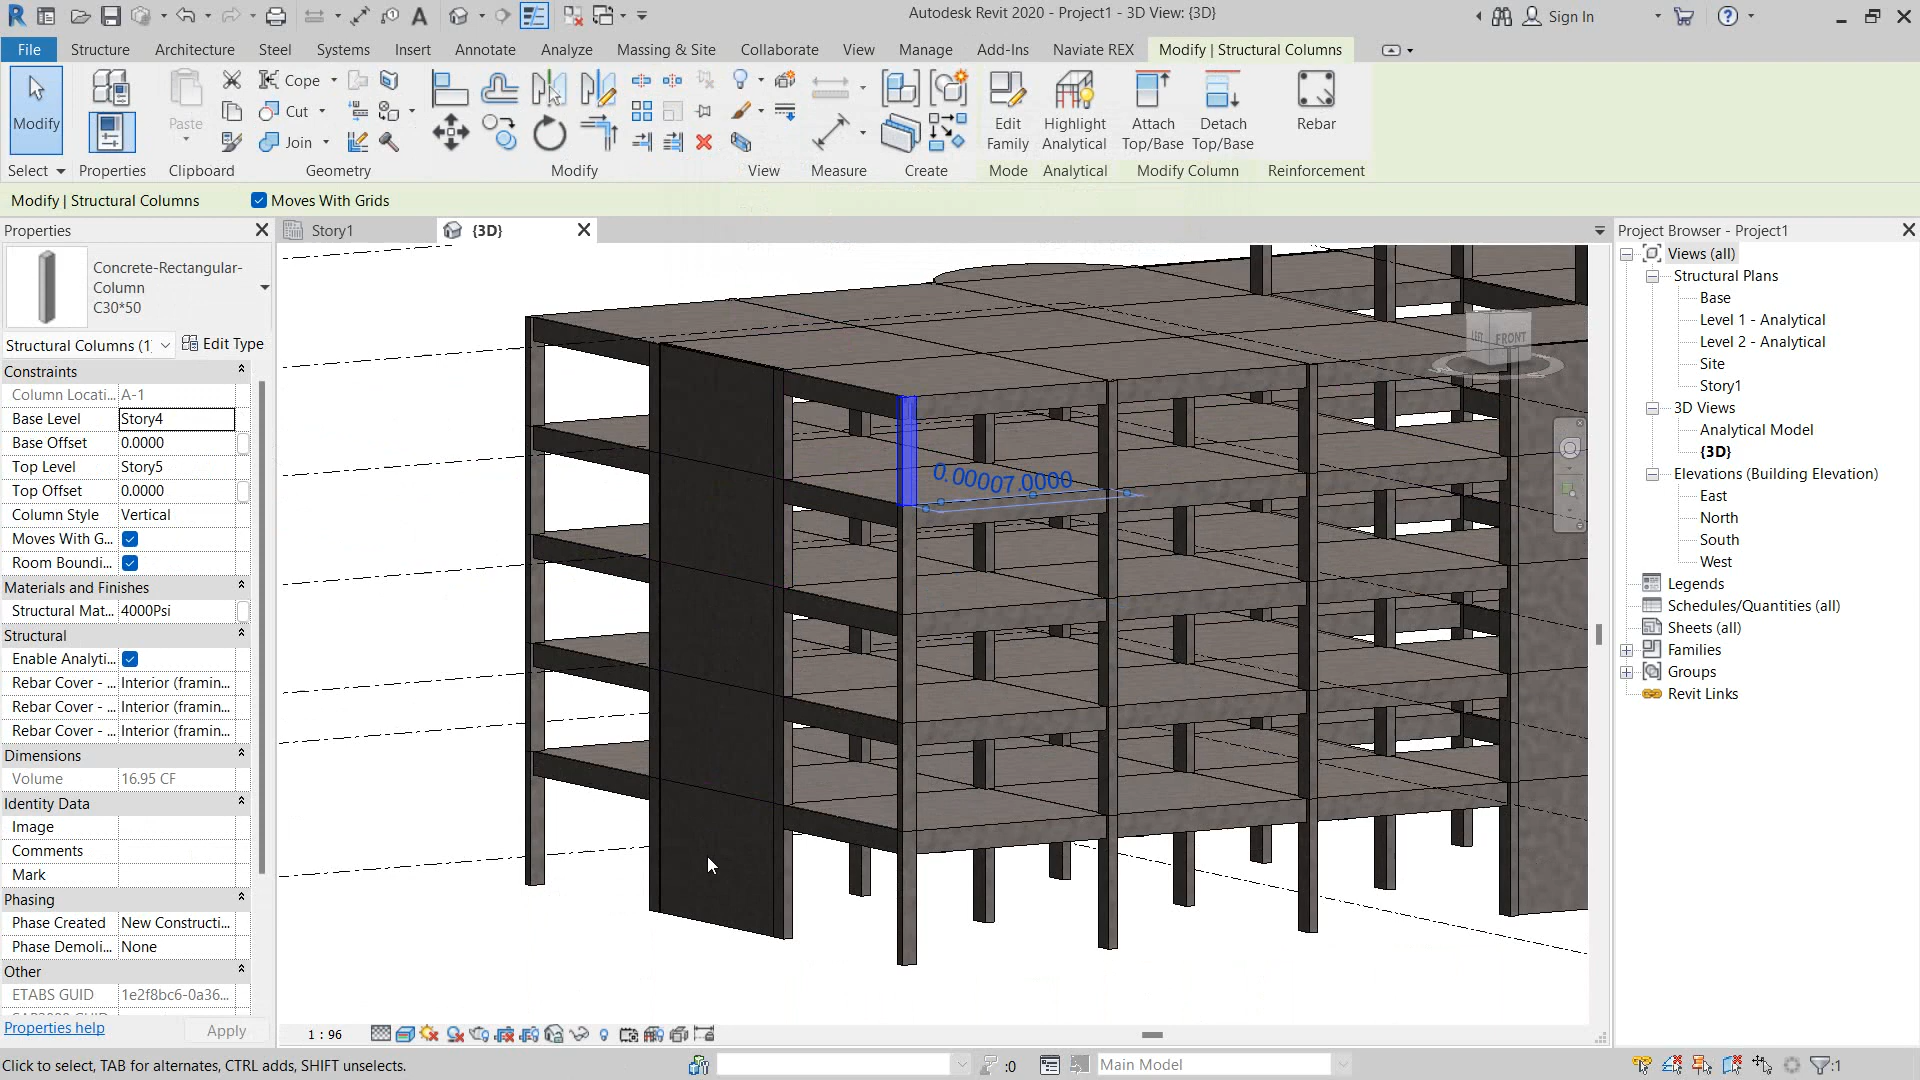 Autodesk Revit 2020 - Project1 - 3D View: {3D}
Sign In
File
Structure
Architecture
Steel
Systems
Insert
Annotate
Analyze
Massing & Site
Collaborate
View
Manage
Add-Ins
Naviate REX
Modify | Structural Columns
Modify
Paste
Cope
Cut
Join
Edit
Family
Highlight
Analytical
Attach
Top/Base
Detach
Top/Base
Rebar
Select
Properties
Clipboard
Geometry
Modify
View
Measure
Create
Mode
Analytical
Modify Column
Reinforcement
Modify | Structural Columns
Moves With Grids
Properties
Concrete-Rectangular-
Column
C30*50
Structural Columns (1
Edit Type
Constraints
Column Locati... A-1
Base Level Story4
Base Offset 0.0000
Top Level Story5
Top Offset 0.0000
Column Style Vertical
Moves With G...
Room Boundi...
Materials and Finishes
Structural Mat... 4000Psi
Structural
Enable Analyti...
Rebar Cover - ... Interior (framin...
Rebar Cover - ... Interior (framin...
Rebar Cover - ... Interior (framin...
Dimensions
Volume 16.95 CF
Identity Data
Image
Comments
Mark
Phasing
Phase Created New Constructi...
Phase Demoli... None
Other
ETABS GUID 1e2f8bc6-0a36...
Properties help
Apply
Story1
{3D}
0.00007.0000
FRONT
1 : 96
Project Browser - Project1
Views (all)
Structural Plans
Base
Level 1 - Analytical
Level 2 - Analytical
Site
Story1
3D Views
Analytical Model
{3D}
Elevations (Building Elevation)
East
North
South
West
Legends
Schedules/Quantities (all)
Sheets (all)
Families
Groups
Revit Links
Click to select, TAB for alternates, CTRL adds, SHIFT unselects.
:0
Main Model
:1